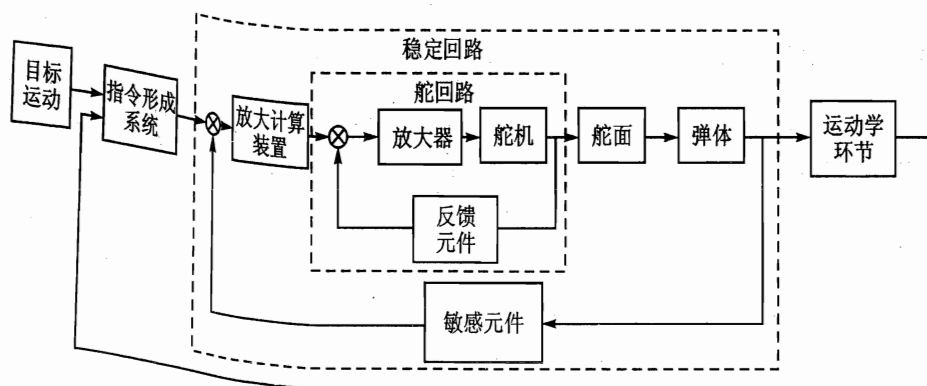 稳定回路
目标
运动
指令形成
系统
舵回路
放大计算
装置
放大器
舵机
舵面
弹体
运动学
环节
反馈
元件
敏感元件